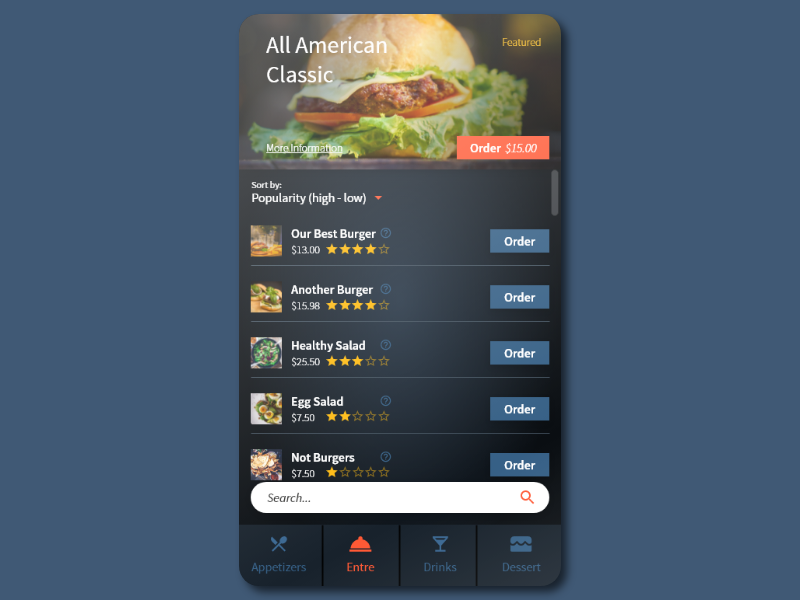 All American
Classic
Featured
More Information
Order $15.00
Sort by:
Popularity (high - low)
Our Best Burger
$13.00
Order
Another Burger
$15.98
Order
Healthy Salad
$25.50
Order
Egg Salad
$7.50
Order
Not Burgers
$7.50
Order
Search...
Appetizers
Entre
Drinks
Dessert